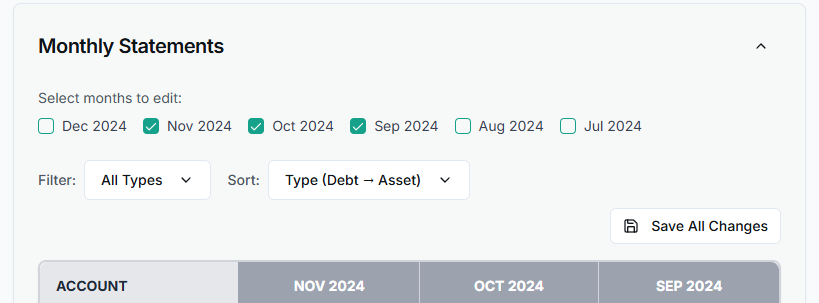 Monthly Statements
Select months to edit:
Dec 2024 Nov 2024 Oct 2024 Sep 2024 Aug 2024 Jul 2024
Filter: All Types Sort: Type (Debt → Asset)
Save All Changes
ACCOUNT NOV 2024 OCT 2024 SEP 2024